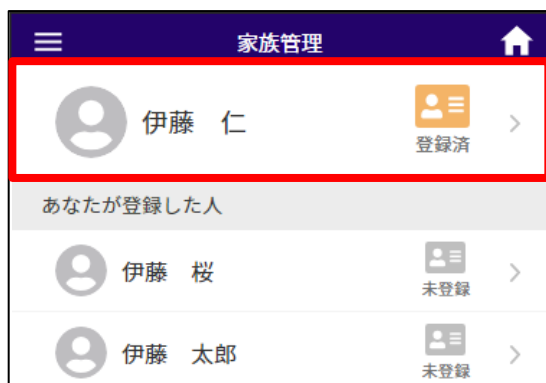 家族管理
伊藤　仁
登録済
あなたが登録した人
伊藤　桜
未登録
伊藤　太郎
未登録